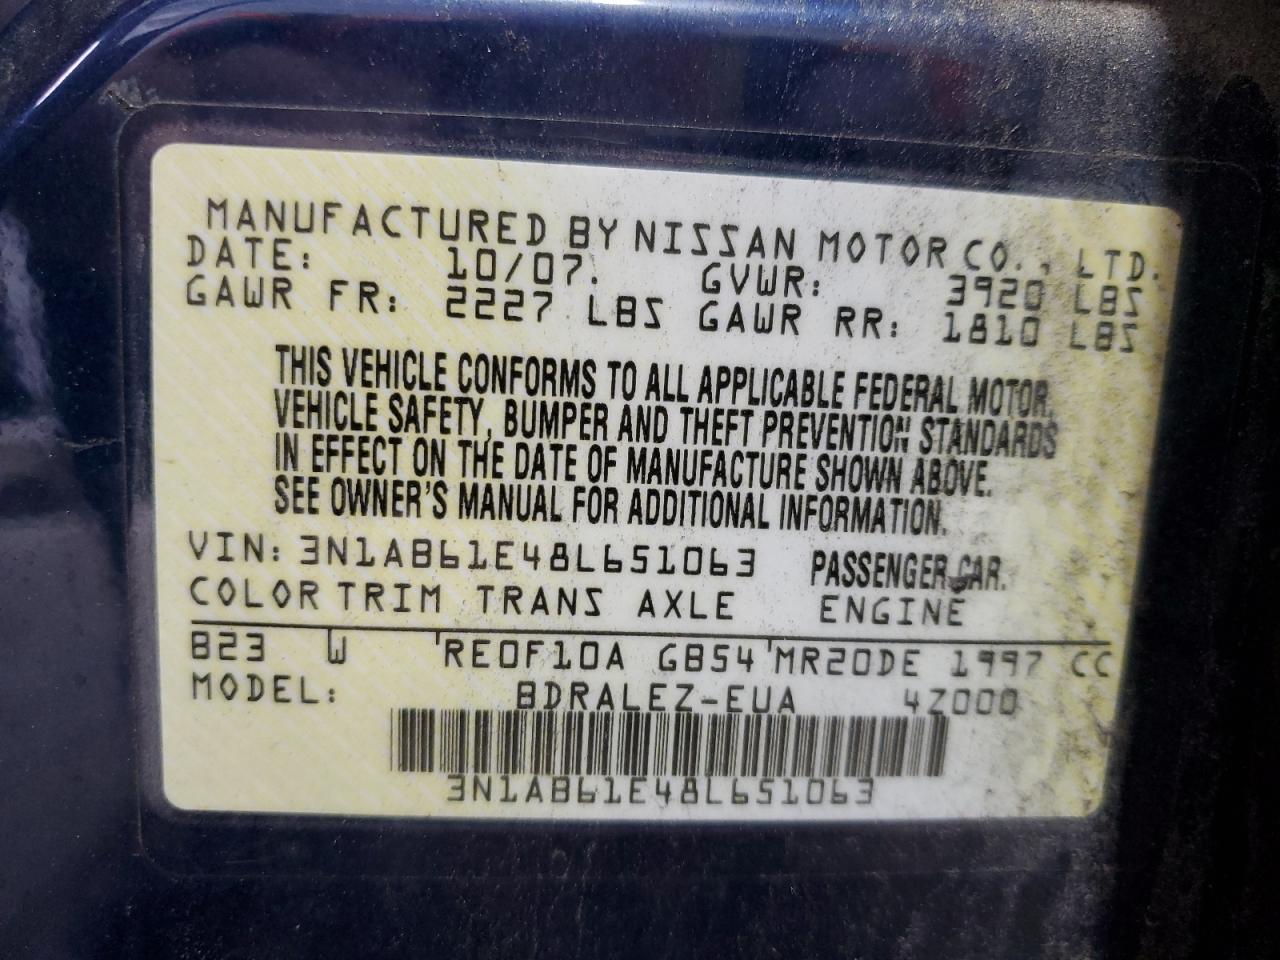 MANUFACTURED BY NISSAN MOTOR CO., LTD.
DATE: 10/07. GVWR: 3920 LBS
GAWR FR: 2227 LBS GAWR RR: 1810 LBS
THIS VEHICLE CONFORMS TO ALL APPLICABLE FEDERAL MOTOR
VEHICLE SAFETY, BUMPER AND THEFT PREVENTION STANDARDS
IN EFFECT ON THE DATE OF MANUFACTURE SHOWN ABOVE.
SEE OWNER'S MANUAL FOR ADDITIONAL INFORMATION.
VIN: 3N1AB61E48L651063 PASSENGER CAR.
COLOR TRIM TRANS AXLE ENGINE
B23 W RE0F10A GB54 MR20DE 1997 CC
MODEL: BDRALEZ-EUA 4Z000
3N1AB61E48L651063